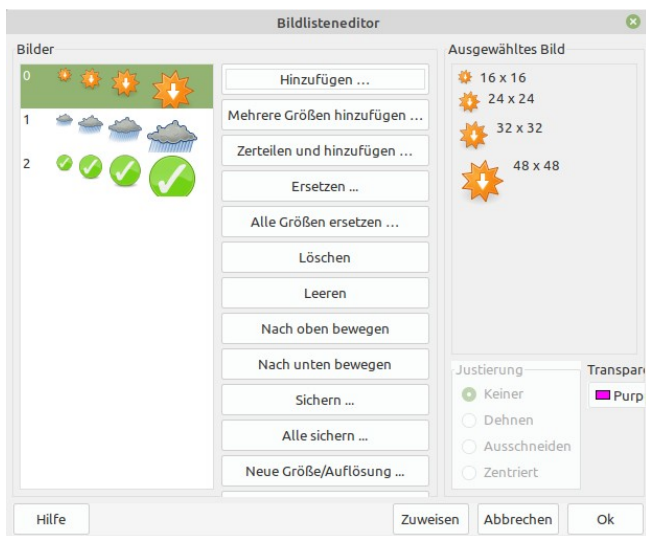 Bildlisteneditor
Bilder
0
1
2
Hinzufügen ...
Mehrere Größen hinzufügen ...
Zerteilen und hinzufügen ...
Ersetzen ...
Alle Größen ersetzen ...
Löschen
Leeren
Nach oben bewegen
Nach unten bewegen
Sichern ...
Alle sichern ...
Neue Größe/Auflösung ...
Ausgewähltes Bild
16 x 16
24 x 24
32 x 32
48 x 48
Justierung
Keiner
Dehnen
Ausschneiden
Zentriert
Transpar
Purp
Hilfe
Zuweisen
Abbrechen
Ok